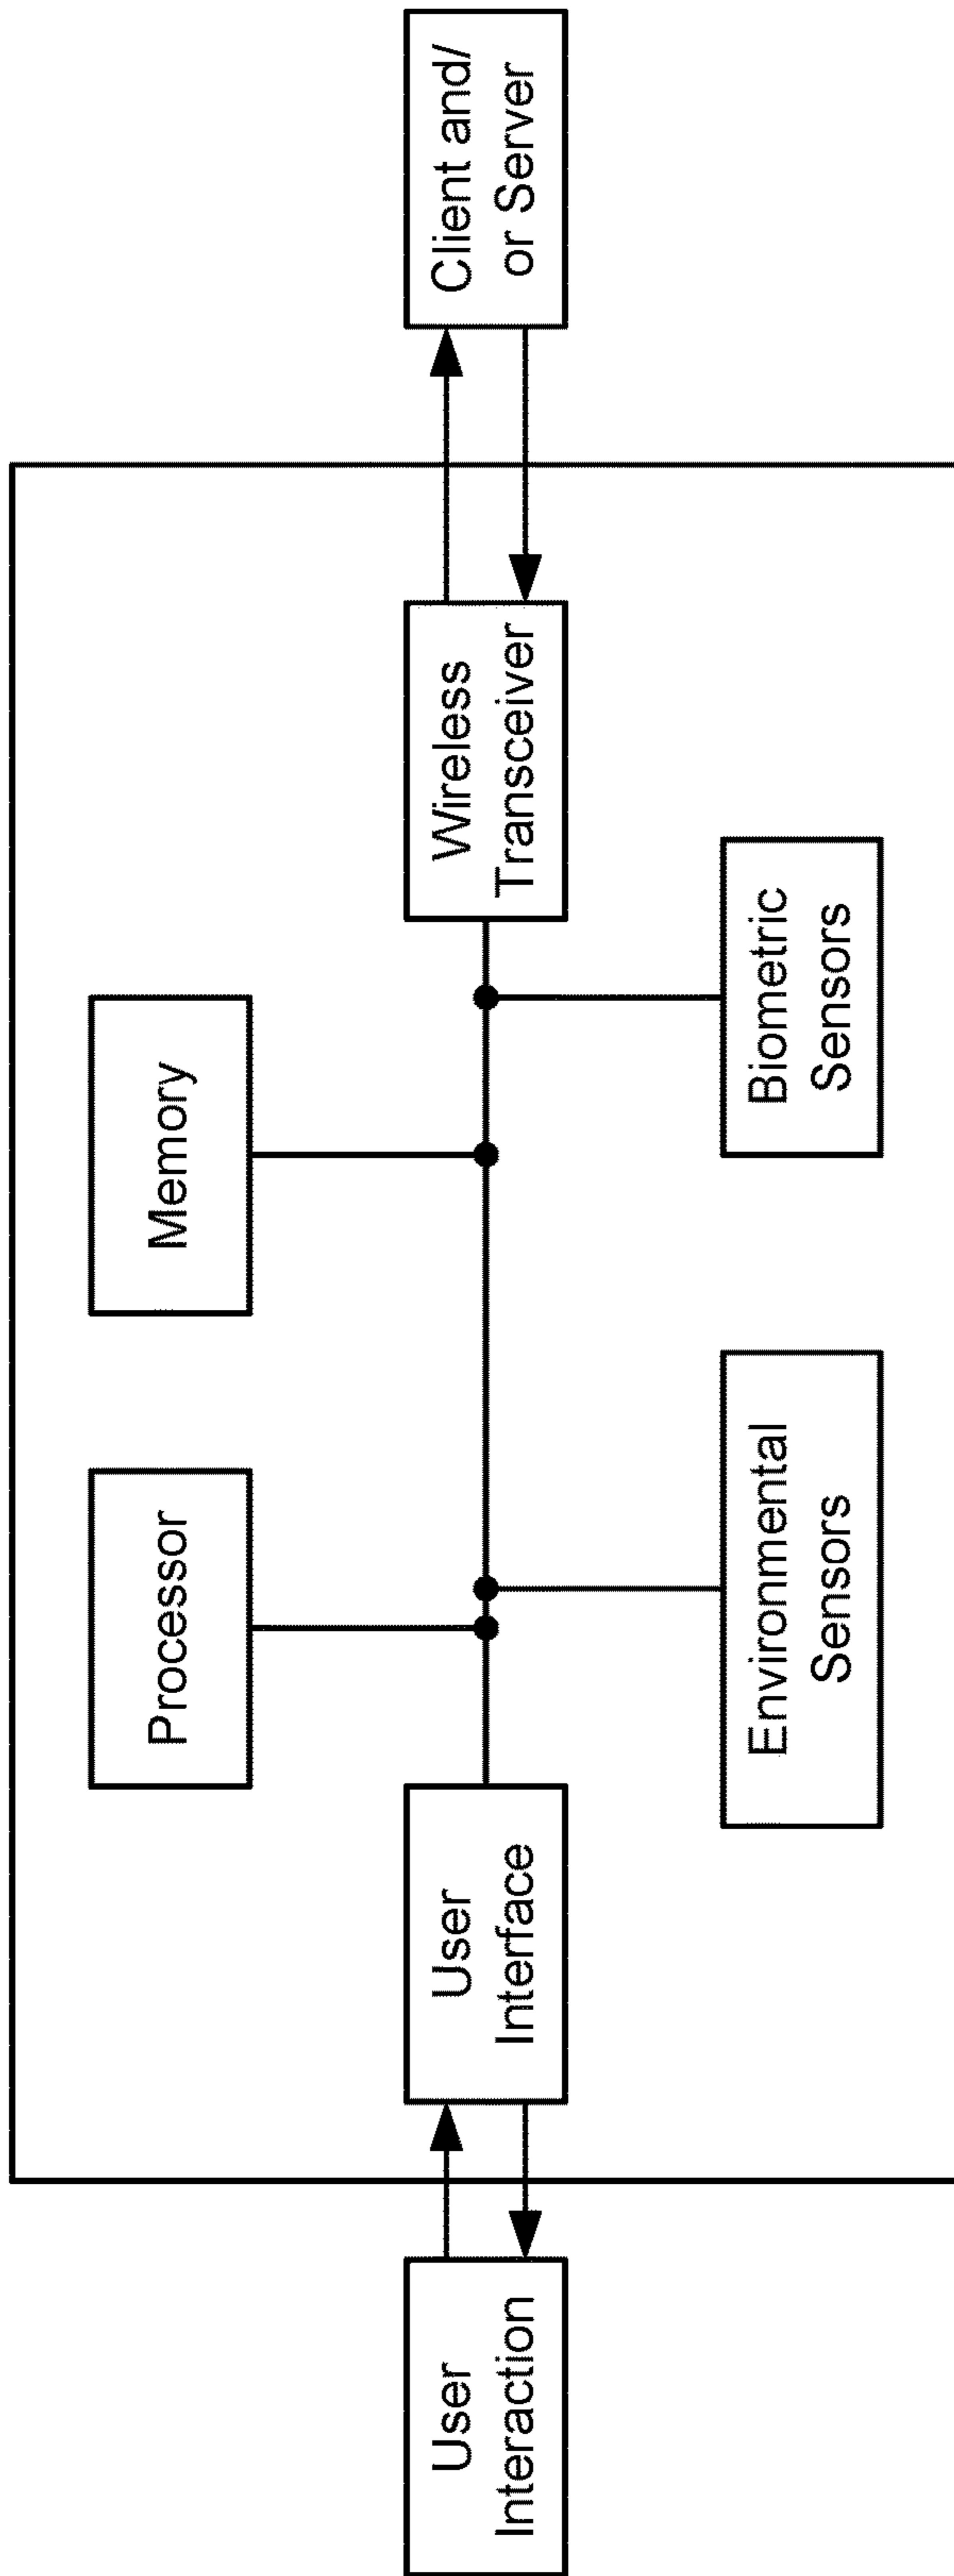 Processor
Memory
User
Interaction
User
Interface
Wireless
Transceiver
Client and/
or Server
Environmental
Sensors
Biometric
Sensors